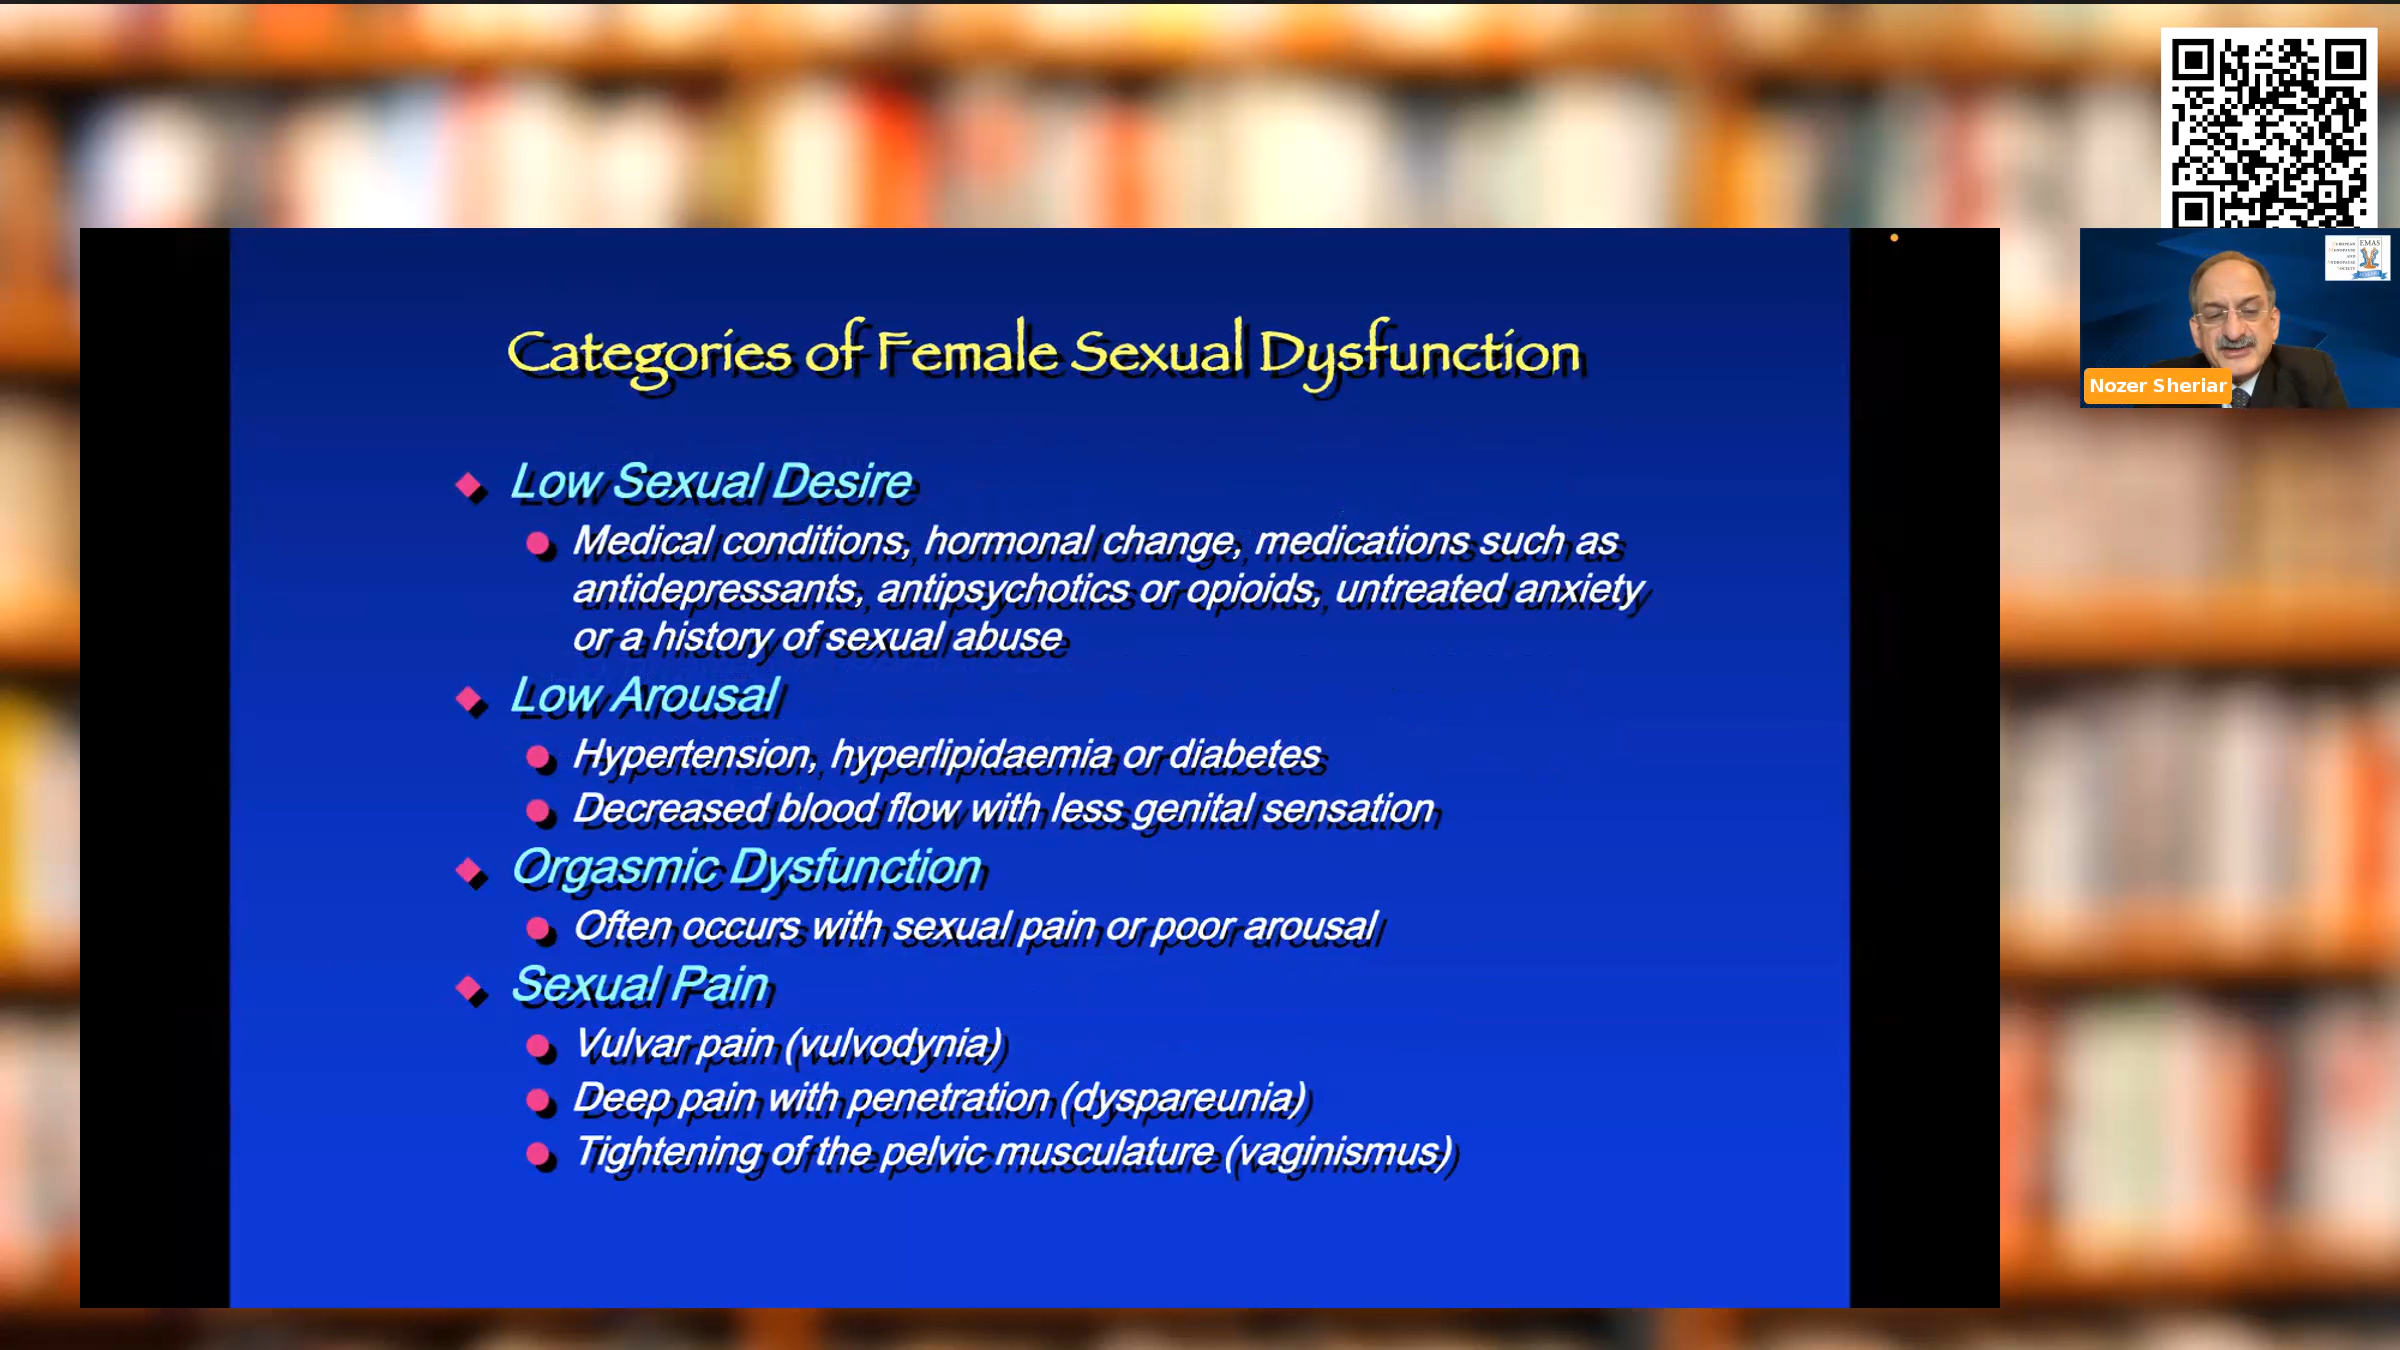 Categories of Female Sexual Dysfunction
Low Sexual Desire
Medical conditions, hormonal change, medications such as
antidepressants, antipsychotics or opioids, untreated anxiety
or a history of sexual abuse
Low Arousal
Hypertension, hyperlipidaemia or diabetes
Decreased blood flow with less genital sensation
Orgasmic Dysfunction
Often occurs with sexual pain or poor arousal
Sexual Pain
Vulvar pain (vulvodynia)
Deep pain with penetration (dyspareunia)
Tightening of the pelvic musculature (vaginismus)
EMAS
Nozer Sheriar